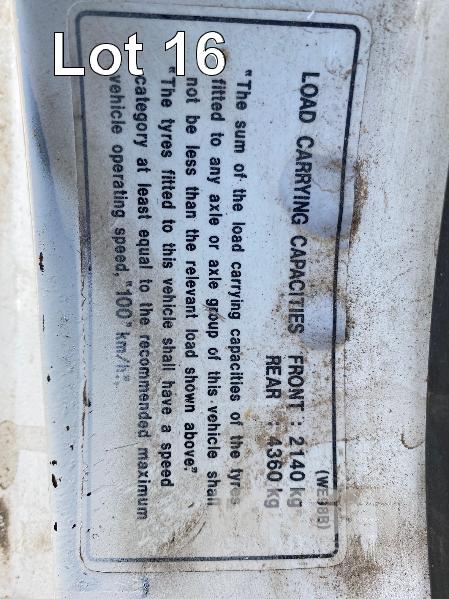 Lot 16
(WE98B)
LOAD CARRYING CAPACITIES FRONT : 2140 kg
REAR : 4360 kg
"The sum of the load carrying capacities of the tyres
fitted to any axle or axle group of this vehicle shall
not be less than the relevant load shown above."
"The tyres fitted to this vehicle shall have a speed
category at least equal to the recommended maximum
vehicle operating speed, "100" km/h".